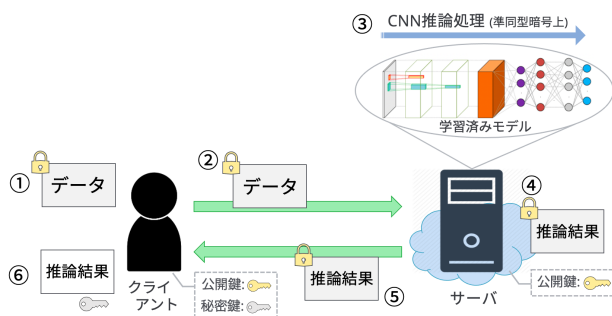 ③ CNN推論処理 (準同型暗号上)
学習済みモデル
① データ
② データ
④
推論結果
⑥ 推論結果
クライ
アント
公開鍵:
秘密鍵:
推論結果
⑤
サーバ
公開鍵: